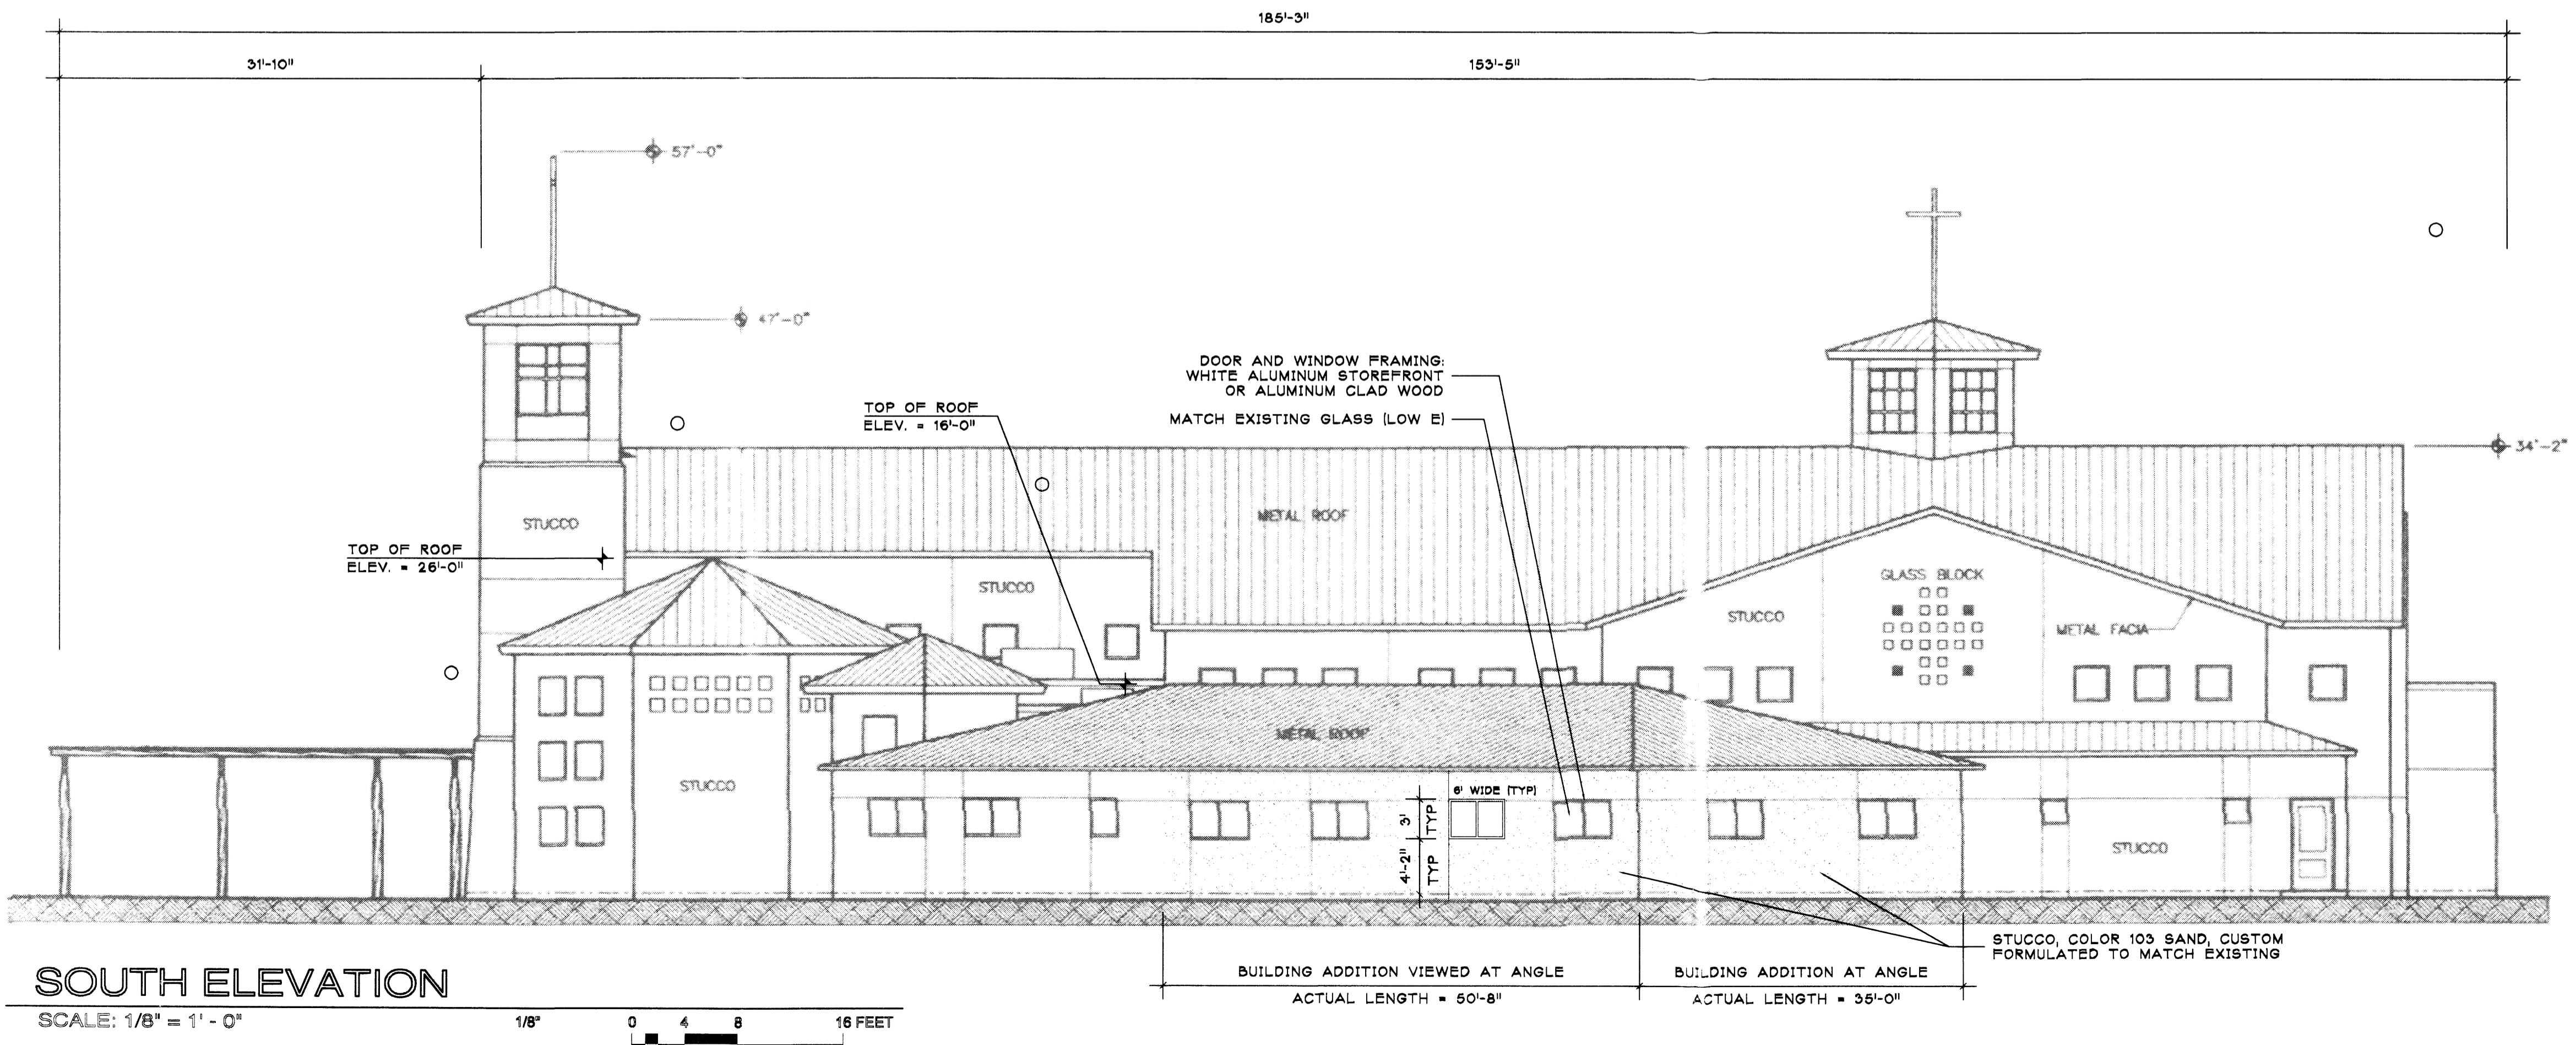 185'-3"
31'-10"
153'-5"
57'-0"
47'-0"
DOOR AND WINDOW FRAMING:
WHITE ALUMINUM STOREFRONT
OR ALUMINUM CLAD WOOD
MATCH EXISTING GLASS (LOW E)
TOP OF ROOF
ELEV. = 16'-0"
34'-2"
STUCCO
METAL ROOF
TOP OF ROOF
ELEV. = 26'-0"
STUCCO
GLASS BLOCK
STUCCO
METAL FACIA
METAL ROOF
STUCCO
6' WIDE (TYP)
3'
TYP
4'-2"
TYP
STUCCO
STUCCO, COLOR 103 SAND, CUSTOM
FORMULATED TO MATCH EXISTING
BUILDING ADDITION VIEWED AT ANGLE
ACTUAL LENGTH = 50'-8"
BUILDING ADDITION AT ANGLE
ACTUAL LENGTH = 35'-0"
SOUTH ELEVATION
SCALE: 1/8" = 1' - 0"
1/8"
0 4 8 16 FEET